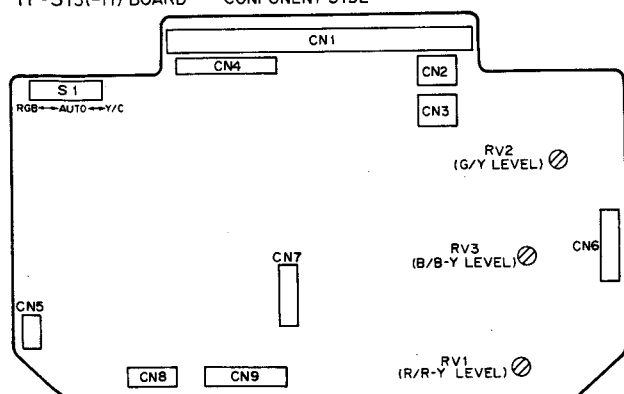 BOARD COMPONENT SIDE
CN1
CN4
CN2
S1
RGB↔AUTO↔Y/C
CN3
RV2
(G/Y LEVEL)
RV3
(B/B-Y LEVEL)
CN6
CN7
CN5
RV1
(R/R-Y LEVEL)
CN8
CN9